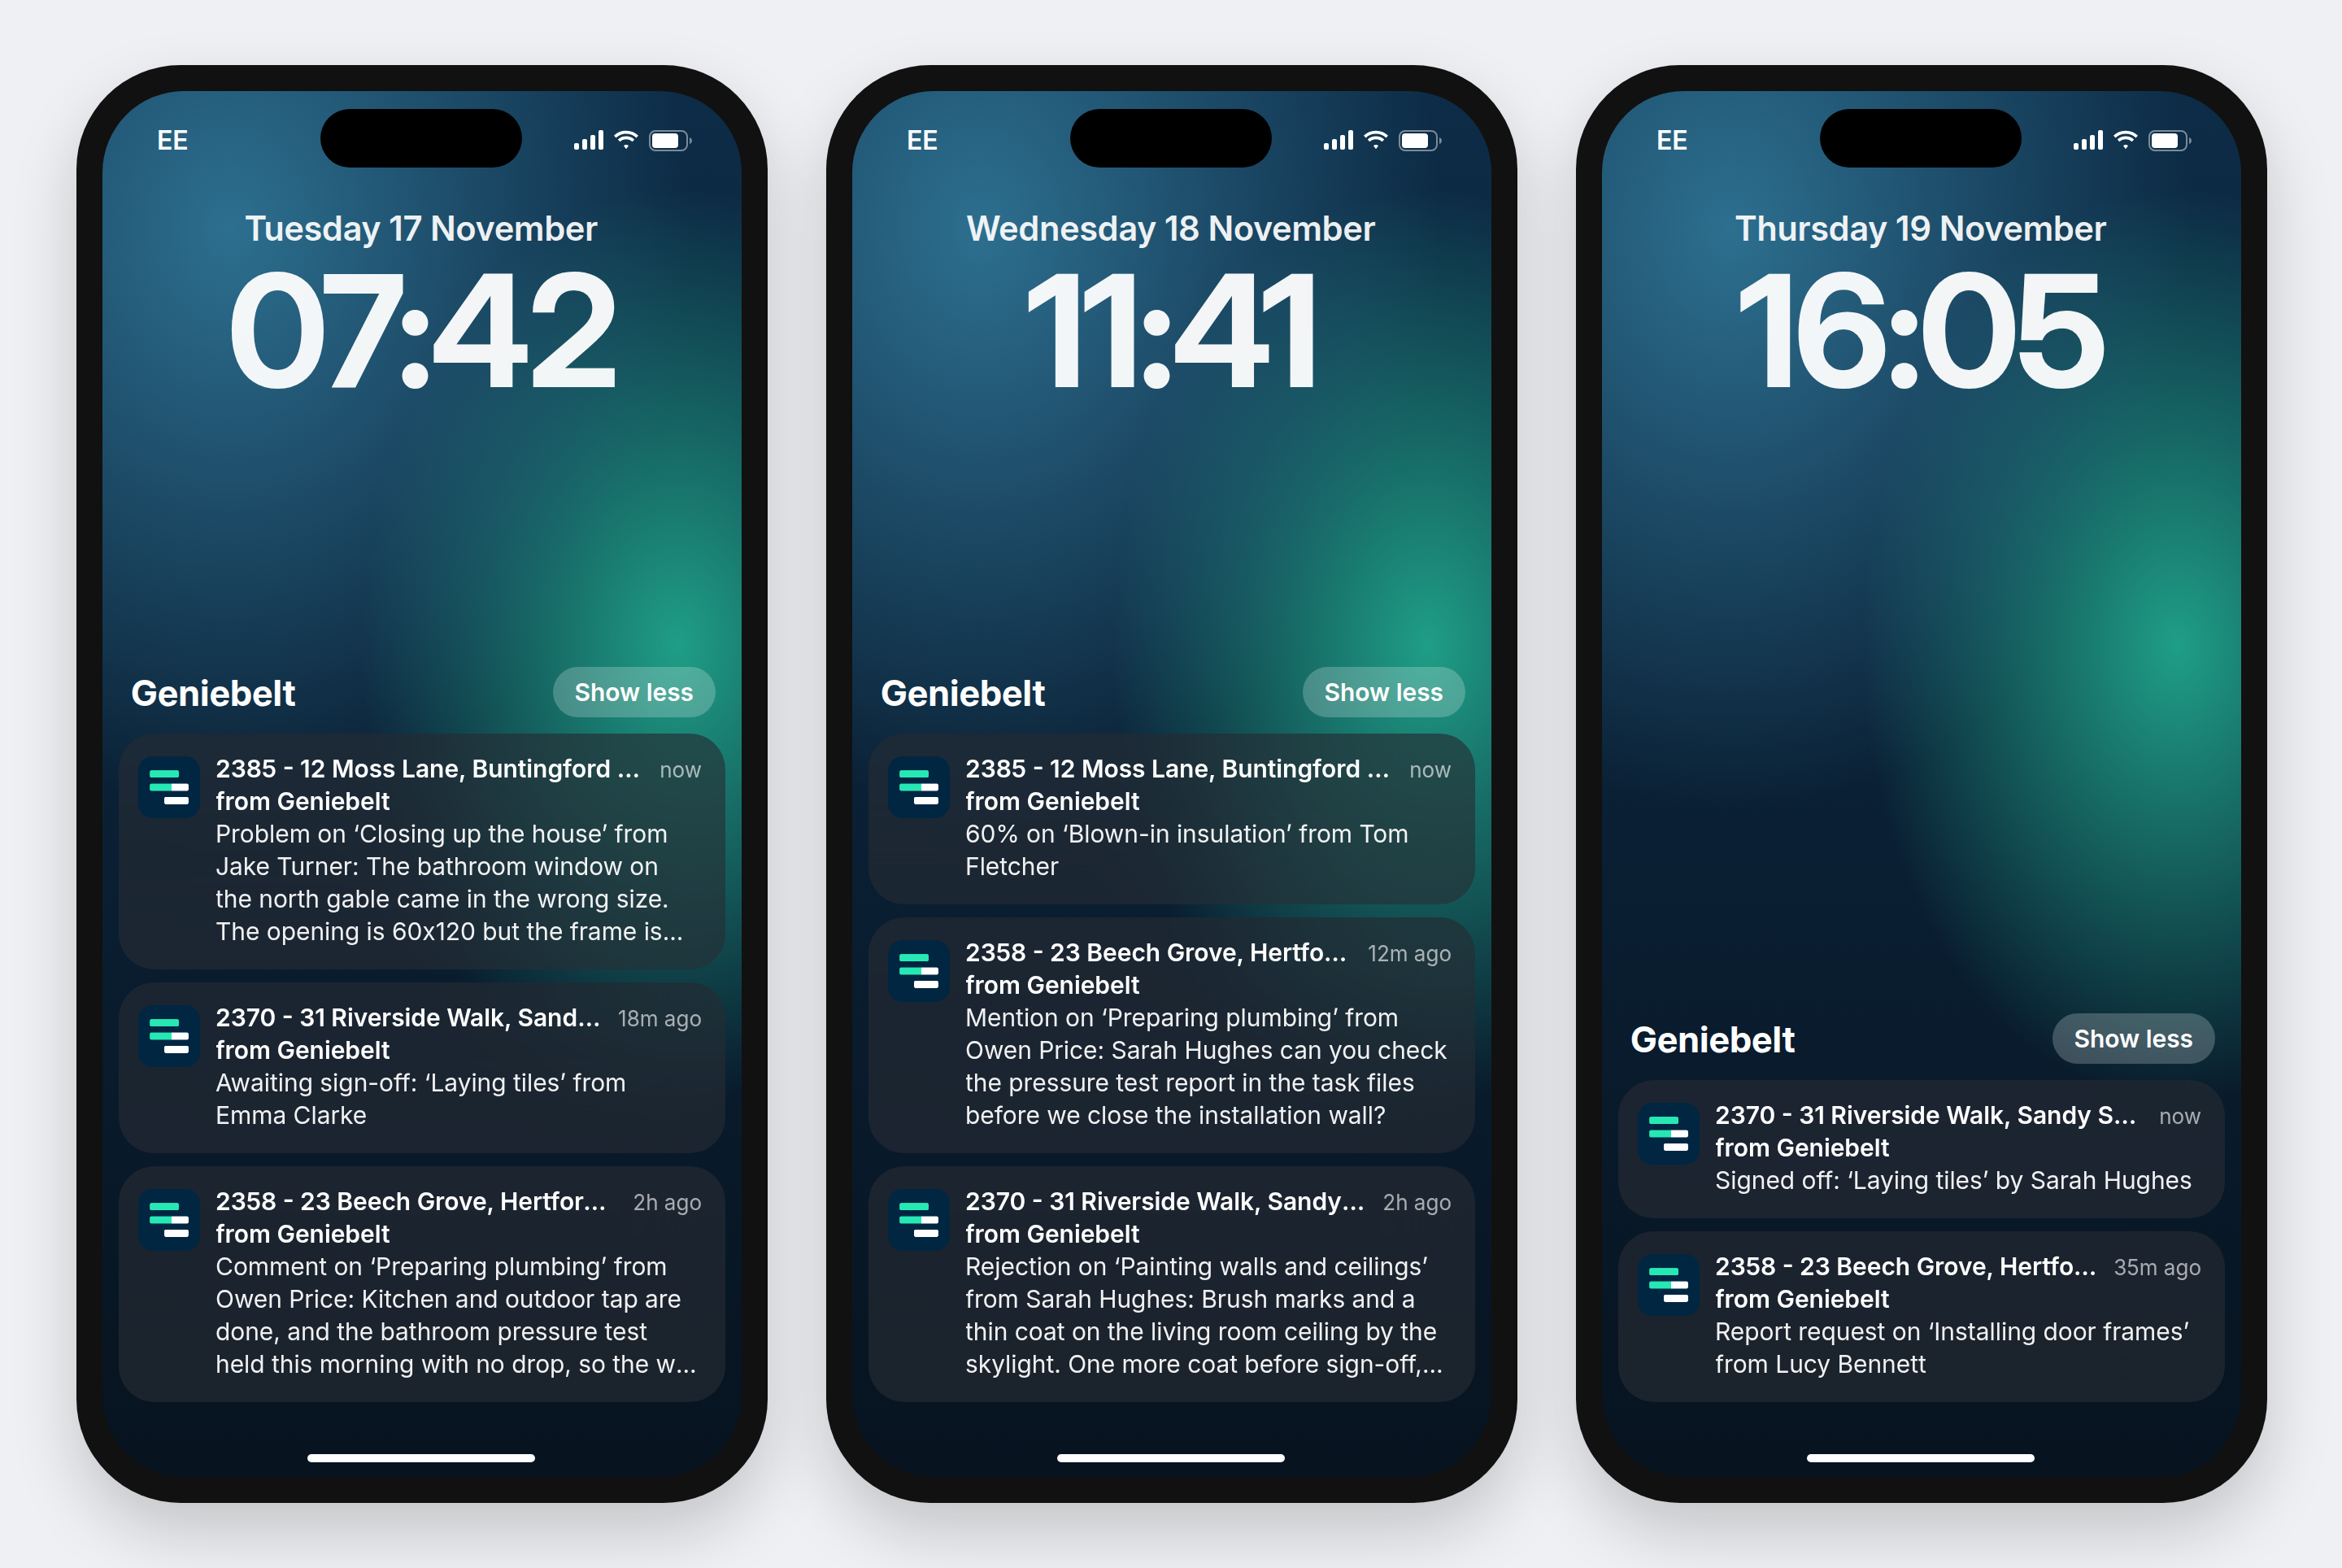 EE
Tuesday 17 November
07:42
Geniebelt
Show less
2385 - 12 Moss Lane, Buntingford ...
now
from Geniebelt
Problem on ‘Closing up the house’ from
Jake Turner: The bathroom window on
the north gable came in the wrong size.
The opening is 60x120 but the frame is...
2370 - 31 Riverside Walk, Sand...
18m ago
from Geniebelt
Awaiting sign-off: ‘Laying tiles’ from
Emma Clarke
2358 - 23 Beech Grove, Hertfor...
2h ago
from Geniebelt
Comment on ‘Preparing plumbing’ from
Owen Price: Kitchen and outdoor tap are
done, and the bathroom pressure test
held this morning with no drop, so the w...
EE
Wednesday 18 November
11:41
Geniebelt
Show less
2385 - 12 Moss Lane, Buntingford ...
now
from Geniebelt
60% on ‘Blown-in insulation’ from Tom
Fletcher
2358 - 23 Beech Grove, Hertfo...
12m ago
from Geniebelt
Mention on ‘Preparing plumbing’ from
Owen Price: Sarah Hughes can you check
the pressure test report in the task files
before we close the installation wall?
2370 - 31 Riverside Walk, Sandy...
2h ago
from Geniebelt
Rejection on ‘Painting walls and ceilings’
from Sarah Hughes: Brush marks and a
thin coat on the living room ceiling by the
skylight. One more coat before sign-off,...
EE
Thursday 19 November
16:05
Geniebelt
Show less
2370 - 31 Riverside Walk, Sandy S...
now
from Geniebelt
Signed off: ‘Laying tiles’ by Sarah Hughes
2358 - 23 Beech Grove, Hertfo...
35m ago
from Geniebelt
Report request on ‘Installing door frames’
from Lucy Bennett